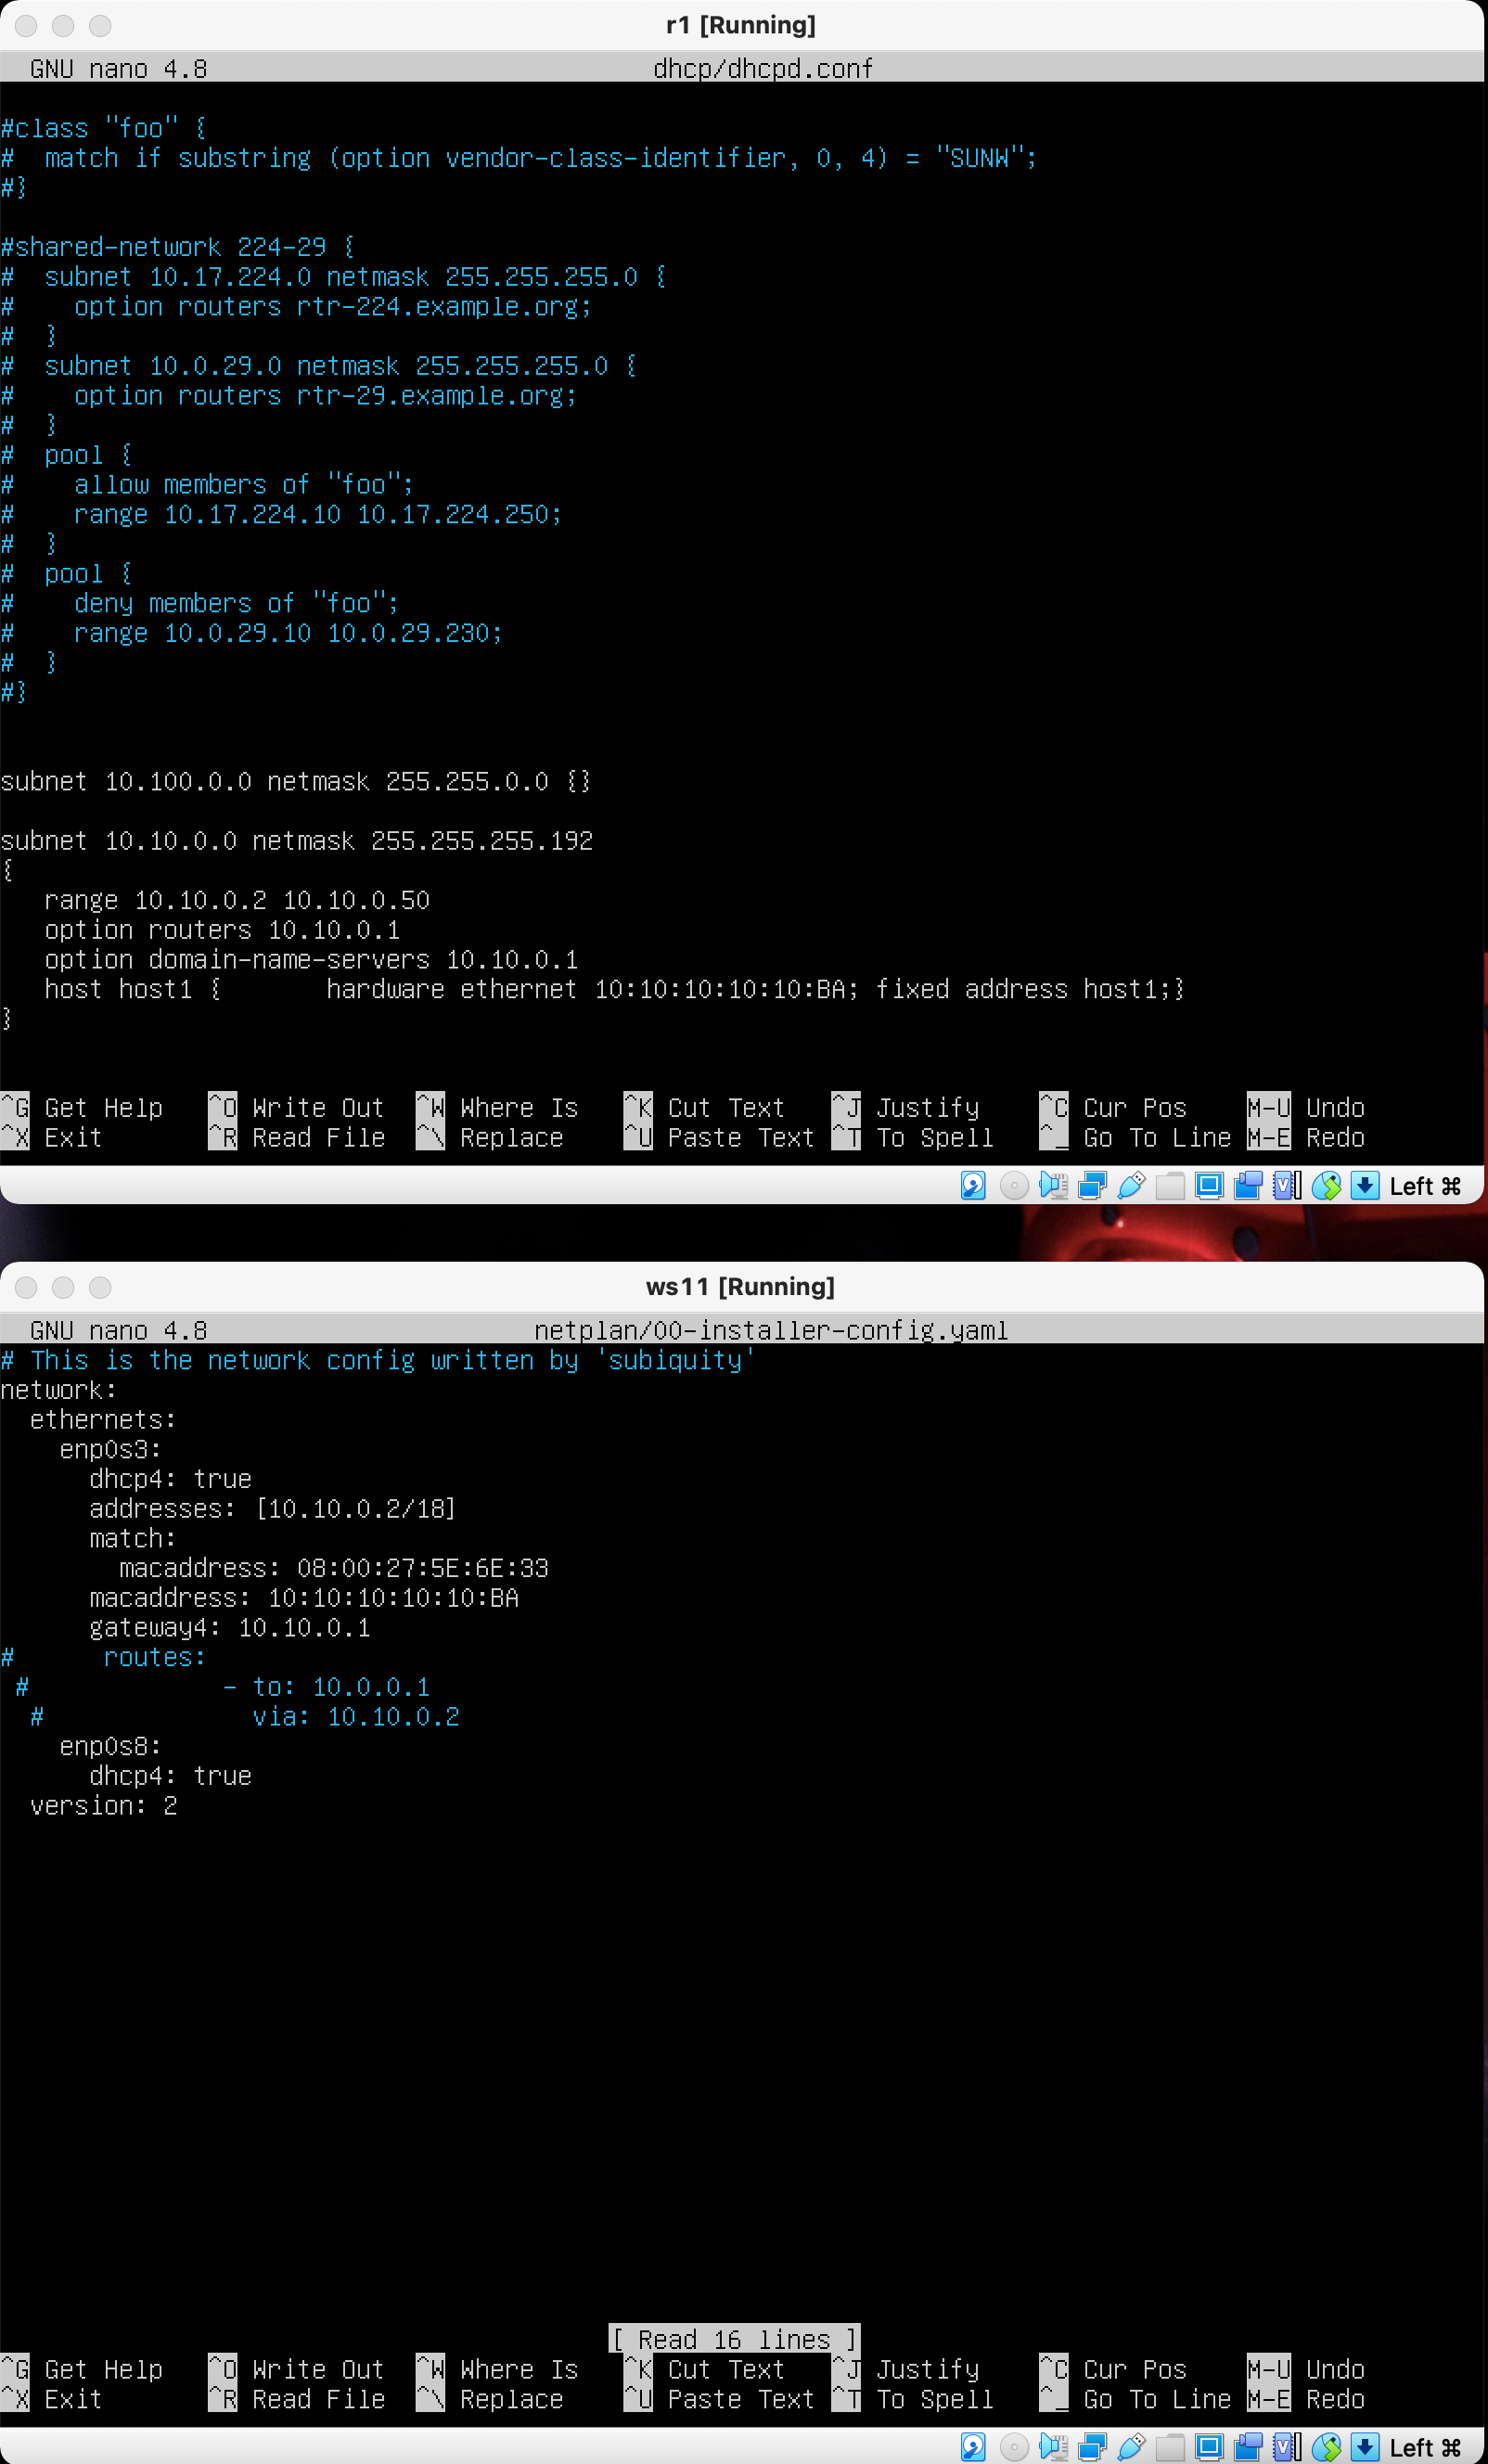 r1 [Running]
GNU nano 4.8 dhcp/dhcpd.conf
#class "foo" {
#  match if substring (option vendor-class-identifier, 0, 4) = "SUNW";
#}
#shared-network 224-29 {
#  subnet 10.17.224.0 netmask 255.255.255.0 {
#    option routers rtr-224.example.org;
#  }
#  subnet 10.0.29.0 netmask 255.255.255.0 {
#    option routers rtr-29.example.org;
#  }
#  pool {
#    allow members of "foo";
#    range 10.17.224.10 10.17.224.250;
#  }
#  pool {
#    deny members of "foo";
#    range 10.0.29.10 10.0.29.230;
#  }
#}
subnet 10.100.0.0 netmask 255.255.0.0 {}
subnet 10.10.0.0 netmask 255.255.255.192
{
   range 10.10.0.2 10.10.0.50
   option routers 10.10.0.1
   option domain-name-servers 10.10.0.1
   host host1 {       hardware ethernet 10:10:10:10:10:BA; fixed address host1;}
}
^G Get Help ^O Write Out ^W Where Is ^K Cut Text ^J Justify ^C Cur Pos M-U Undo
^X Exit ^R Read File ^\ Replace ^U Paste Text ^T To Spell ^_ Go To Line M-E Redo
Left ⌘
ws11 [Running]
GNU nano 4.8 netplan/00-installer-config.yaml
# This is the network config written by 'subiquity'
network:
  ethernets:
    enp0s3:
      dhcp4: true
      addresses: [10.10.0.2/18]
      match:
        macaddress: 08:00:27:5E:6E:33
      macaddress: 10:10:10:10:10:BA
      gateway4: 10.10.0.1
#      routes:
 #             - to: 10.0.0.1
  #              via: 10.10.0.2
    enp0s8:
      dhcp4: true
  version: 2
[ Read 16 lines ]
^G Get Help ^O Write Out ^W Where Is ^K Cut Text ^J Justify ^C Cur Pos M-U Undo
^X Exit ^R Read File ^\ Replace ^U Paste Text ^T To Spell ^_ Go To Line M-E Redo
Left ⌘